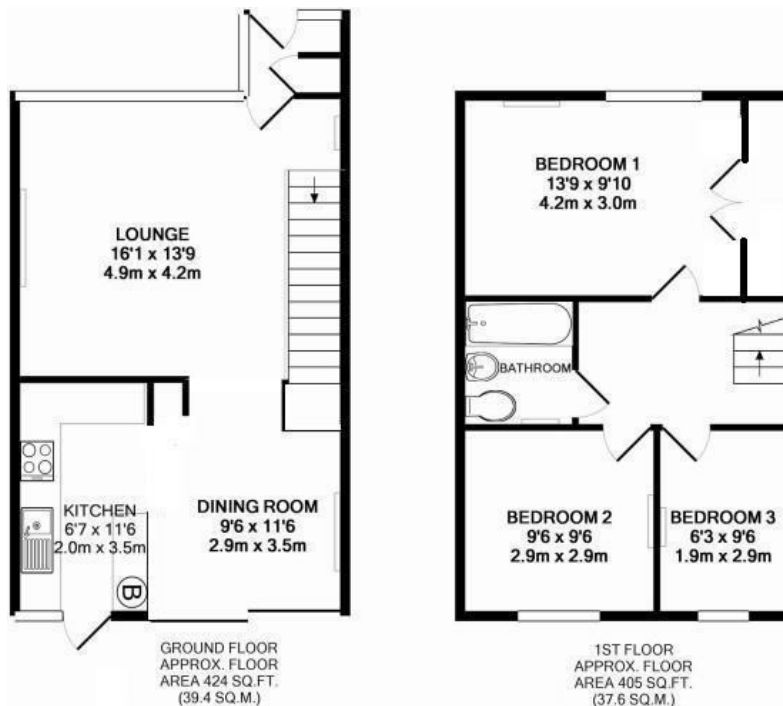 LOUNGE
16'1 x 13'9
4.9m x 4.2m
KITCHEN
6'7 x 11'6
2.0m x 3.5m
DINING ROOM
9'6 x 11'6
2.9m x 3.5m
B
GROUND FLOOR
APPROX. FLOOR
AREA 424 SQ.FT.
(39.4 SQ.M.)
BEDROOM 1
13'9 x 9'10
4.2m x 3.0m
BATHROOM
BEDROOM 2
9'6 x 9'6
2.9m x 2.9m
BEDROOM 3
6'3 x 9'6
1.9m x 2.9m
1ST FLOOR
APPROX. FLOOR
AREA 405 SQ.FT.
(37.6 SQ.M.)